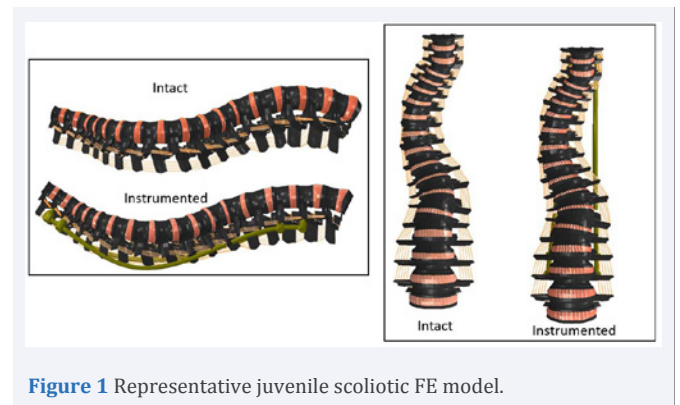 Intact
Instrumented
Intact
Instrumented
Figure 1 Representative juvenile scoliotic FE model.